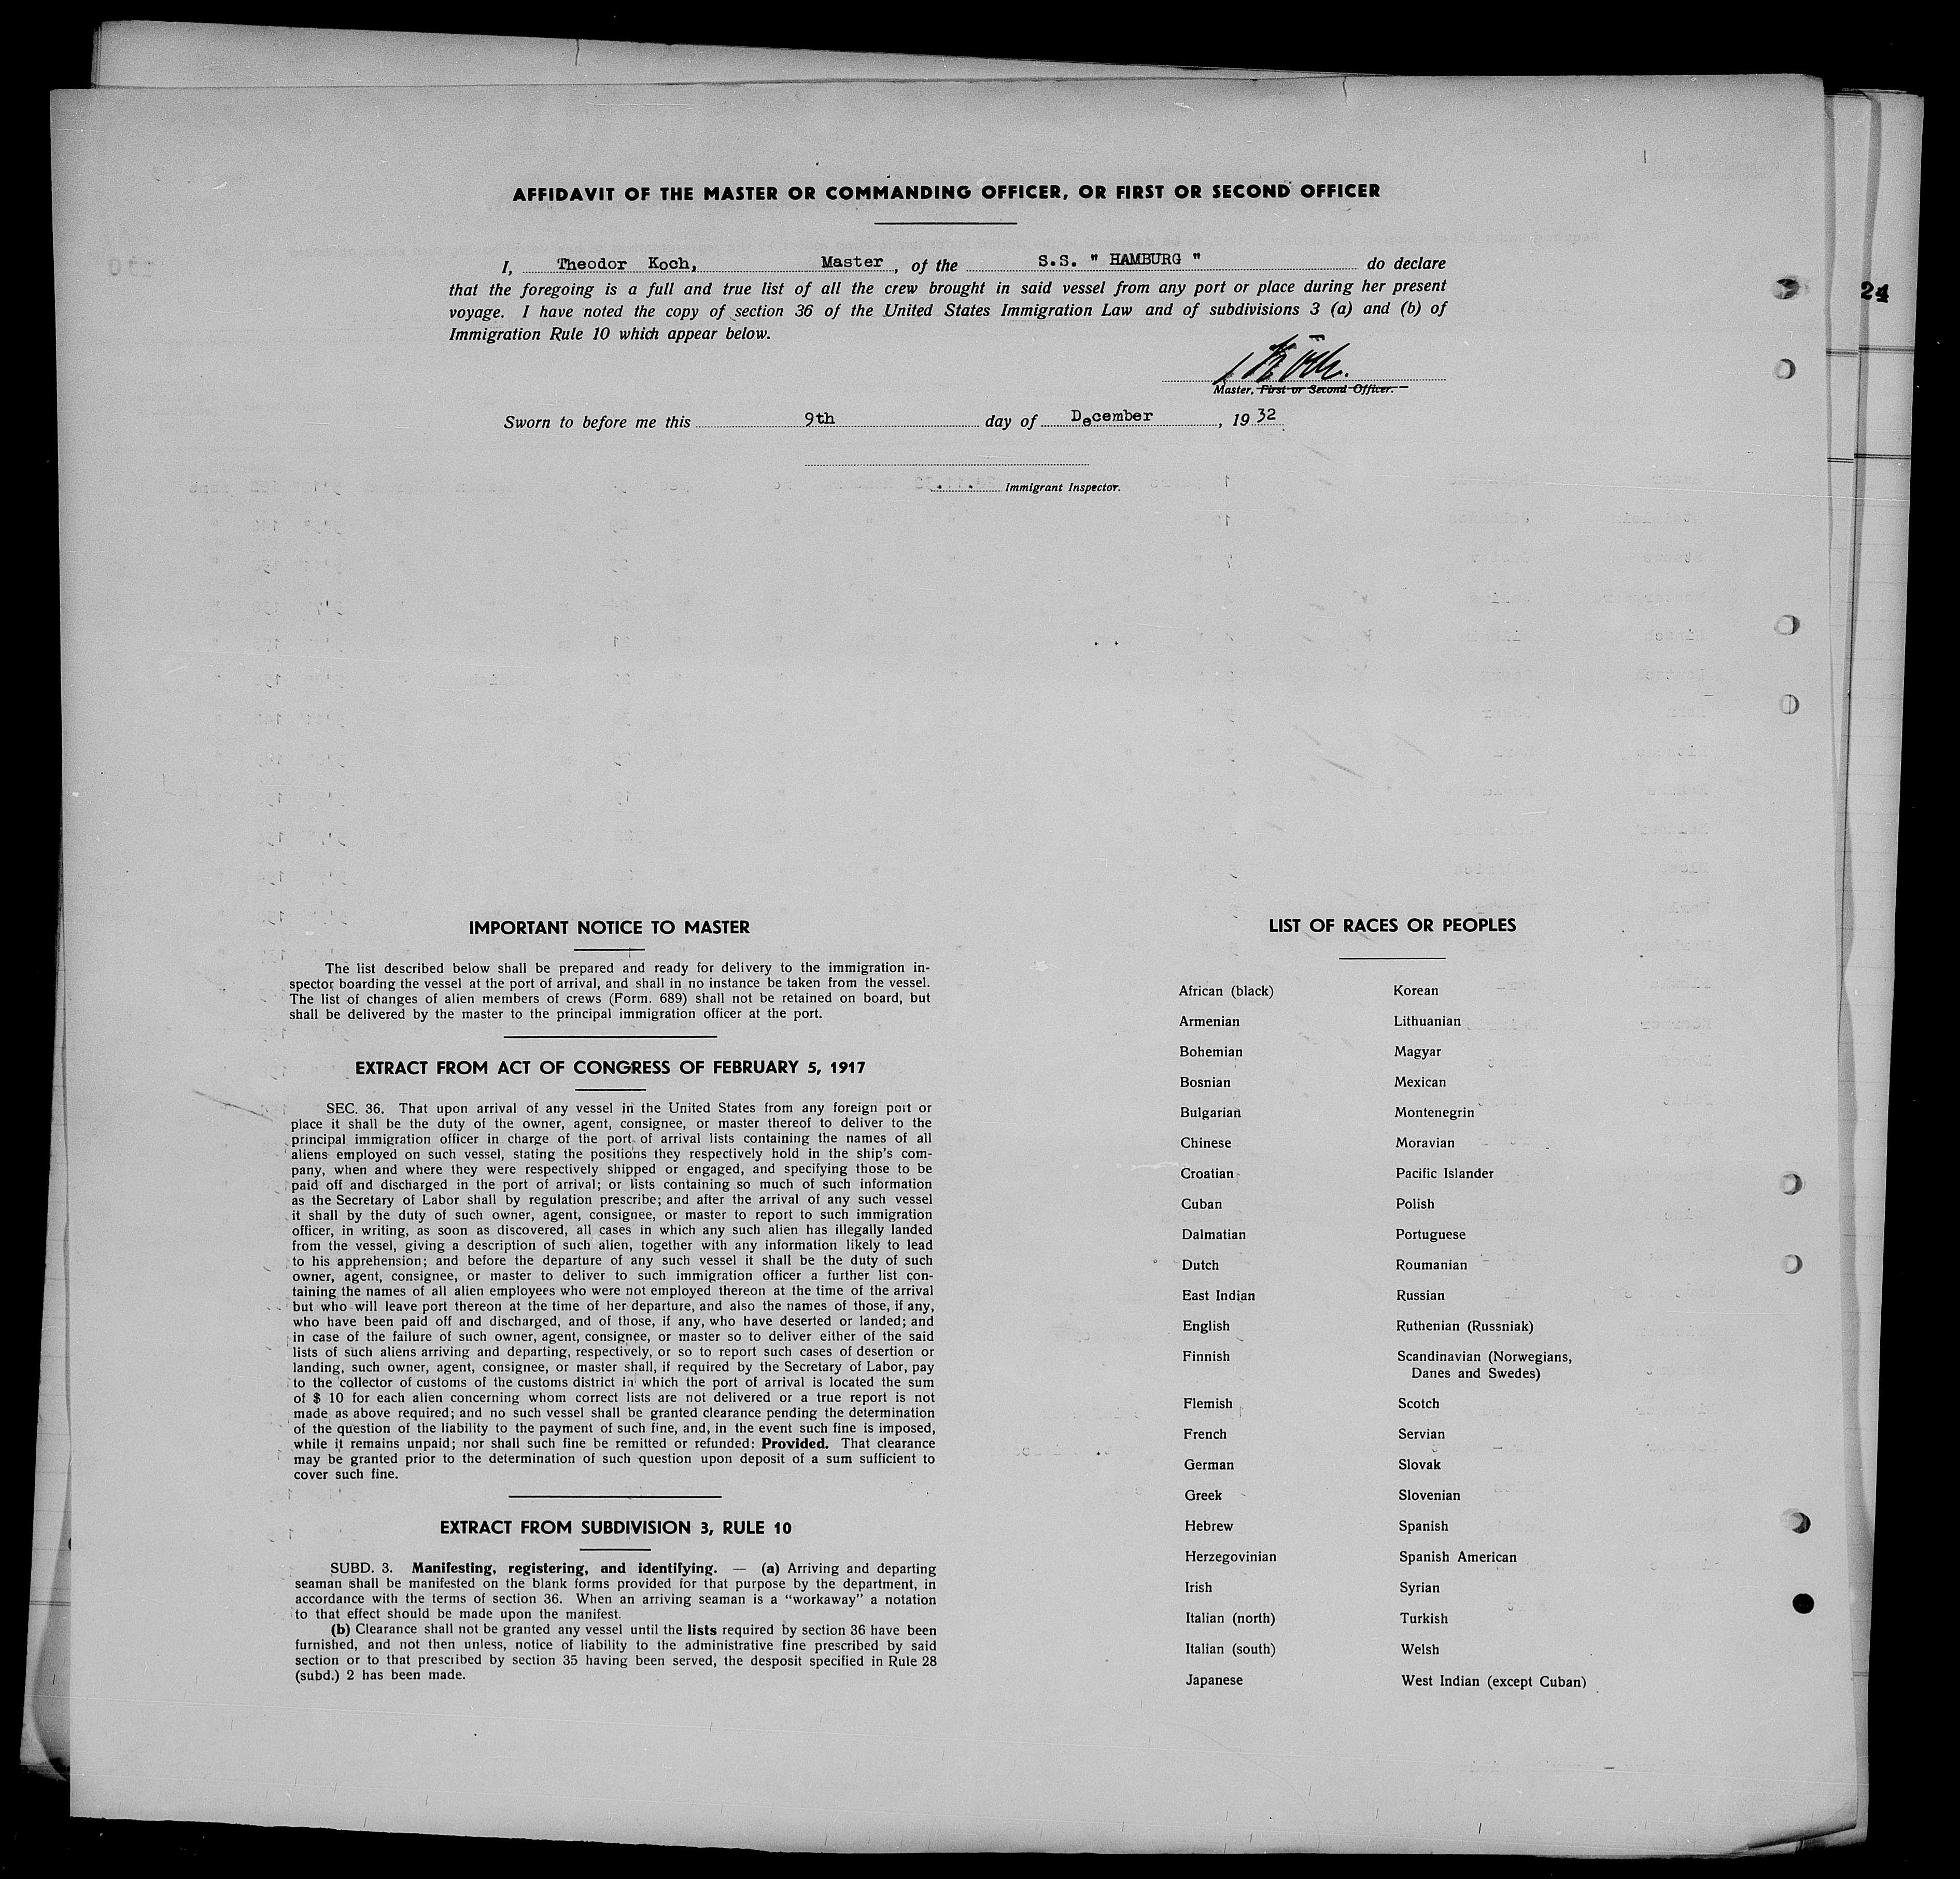 AFFIDAVIT OF THE MASTER OR COMMANDING OFFICER, OR FIRST OR SECOND OFFICER
I, Theodor Koch, Master, of the S.S. " HAMBURG " do declare
that the foregoing is a full and true list of all the crew brought in said vessel from any port or place during her present
voyage. I have noted the copy of section 36 of the United States Immigration Law and of subdivisions 3 (a) and (b) of
Immigration Rule 10 which appear below.
Koch.
Master, First or Second Officer.
Sworn to before me this 9th day of December, 19 32
Immigrant Inspector.
24
IMPORTANT NOTICE TO MASTER
The list described below shall be prepared and ready for delivery to the immigration in-
spector boarding the vessel at the port of arrival, and shall in no instance be taken from the vessel.
The list of changes of alien members of crews (Form. 689) shall not be retained on board, but
shall be delivered by the master to the principal immigration officer at the port.
EXTRACT FROM ACT OF CONGRESS OF FEBRUARY 5, 1917
SEC. 36. That upon arrival of any vessel in the United States from any foreign port or
place it shall be the duty of the owner, agent, consignee, or master thereof to deliver to the
principal immigration officer in charge of the port of arrival lists containing the names of all
aliens employed on such vessel, stating the positions they respectively hold in the ship's com-
pany, when and where they were respectively shipped or engaged, and specifying those to be
paid off and discharged in the port of arrival; or lists containing so much of such information
as the Secretary of Labor shall by regulation prescribe; and after the arrival of any such vessel
it shall by the duty of such owner, agent, consignee, or master to report to such immigration
officer, in writing, as soon as discovered, all cases in which any such alien has illegally landed
from the vessel, giving a description of such alien, together with any information likely to lead
to his apprehension; and before the departure of any such vessel it shall be the duty of such
owner, agent, consignee, or master to deliver to such immigration officer a further list con-
taining the names of all alien employees who were not employed thereon at the time of the arrival
but who will leave port thereon at the time of her departure, and also the names of those, if any,
who have been paid off and discharged, and of those, if any, who have deserted or landed; and
in case of the failure of such owner, agent, consignee, or master so to deliver either of the said
lists of such aliens arriving and departing, respectively, or so to report such cases of desertion or
landing, such owner, agent, consignee, or master shall, if required by the Secretary of Labor, pay
to the collector of customs of the customs district in which the port of arrival is located the sum
of $ 10 for each alien concerning whom correct lists are not delivered or a true report is not
made as above required; and no such vessel shall be granted clearance pending the determination
of the question of the liability to the payment of such fine, and, in the event such fine is imposed,
while it remains unpaid; nor shall such fine be remitted or refunded: Provided. That clearance
may be granted prior to the determination of such question upon deposit of a sum sufficient to
cover such fine.
EXTRACT FROM SUBDIVISION 3, RULE 10
SUBD. 3. Manifesting, registering, and identifying. — (a) Arriving and departing
seaman shall be manifested on the blank forms provided for that purpose by the department, in
accordance with the terms of section 36. When an arriving seaman is a "workaway" a notation
to that effect should be made upon the manifest.
(b) Clearance shall not be granted any vessel until the lists required by section 36 have been
furnished, and not then unless, notice of liability to the administrative fine prescribed by said
section or to that prescribed by section 35 having been served, the desposit specified in Rule 28
(subd.) 2 has been made.
LIST OF RACES OR PEOPLES
African (black)
Armenian
Bohemian
Bosnian
Bulgarian
Chinese
Croatian
Cuban
Dalmatian
Dutch
East Indian
English
Finnish
Flemish
French
German
Greek
Hebrew
Herzegovinian
Irish
Italian (north)
Italian (south)
Japanese
Korean
Lithuanian
Magyar
Mexican
Montenegrin
Moravian
Pacific Islander
Polish
Portuguese
Roumanian
Russian
Ruthenian (Russniak)
Scandinavian (Norwegians,
Danes and Swedes)
Scotch
Servian
Slovak
Slovenian
Spanish
Spanish American
Syrian
Turkish
Welsh
West Indian (except Cuban)